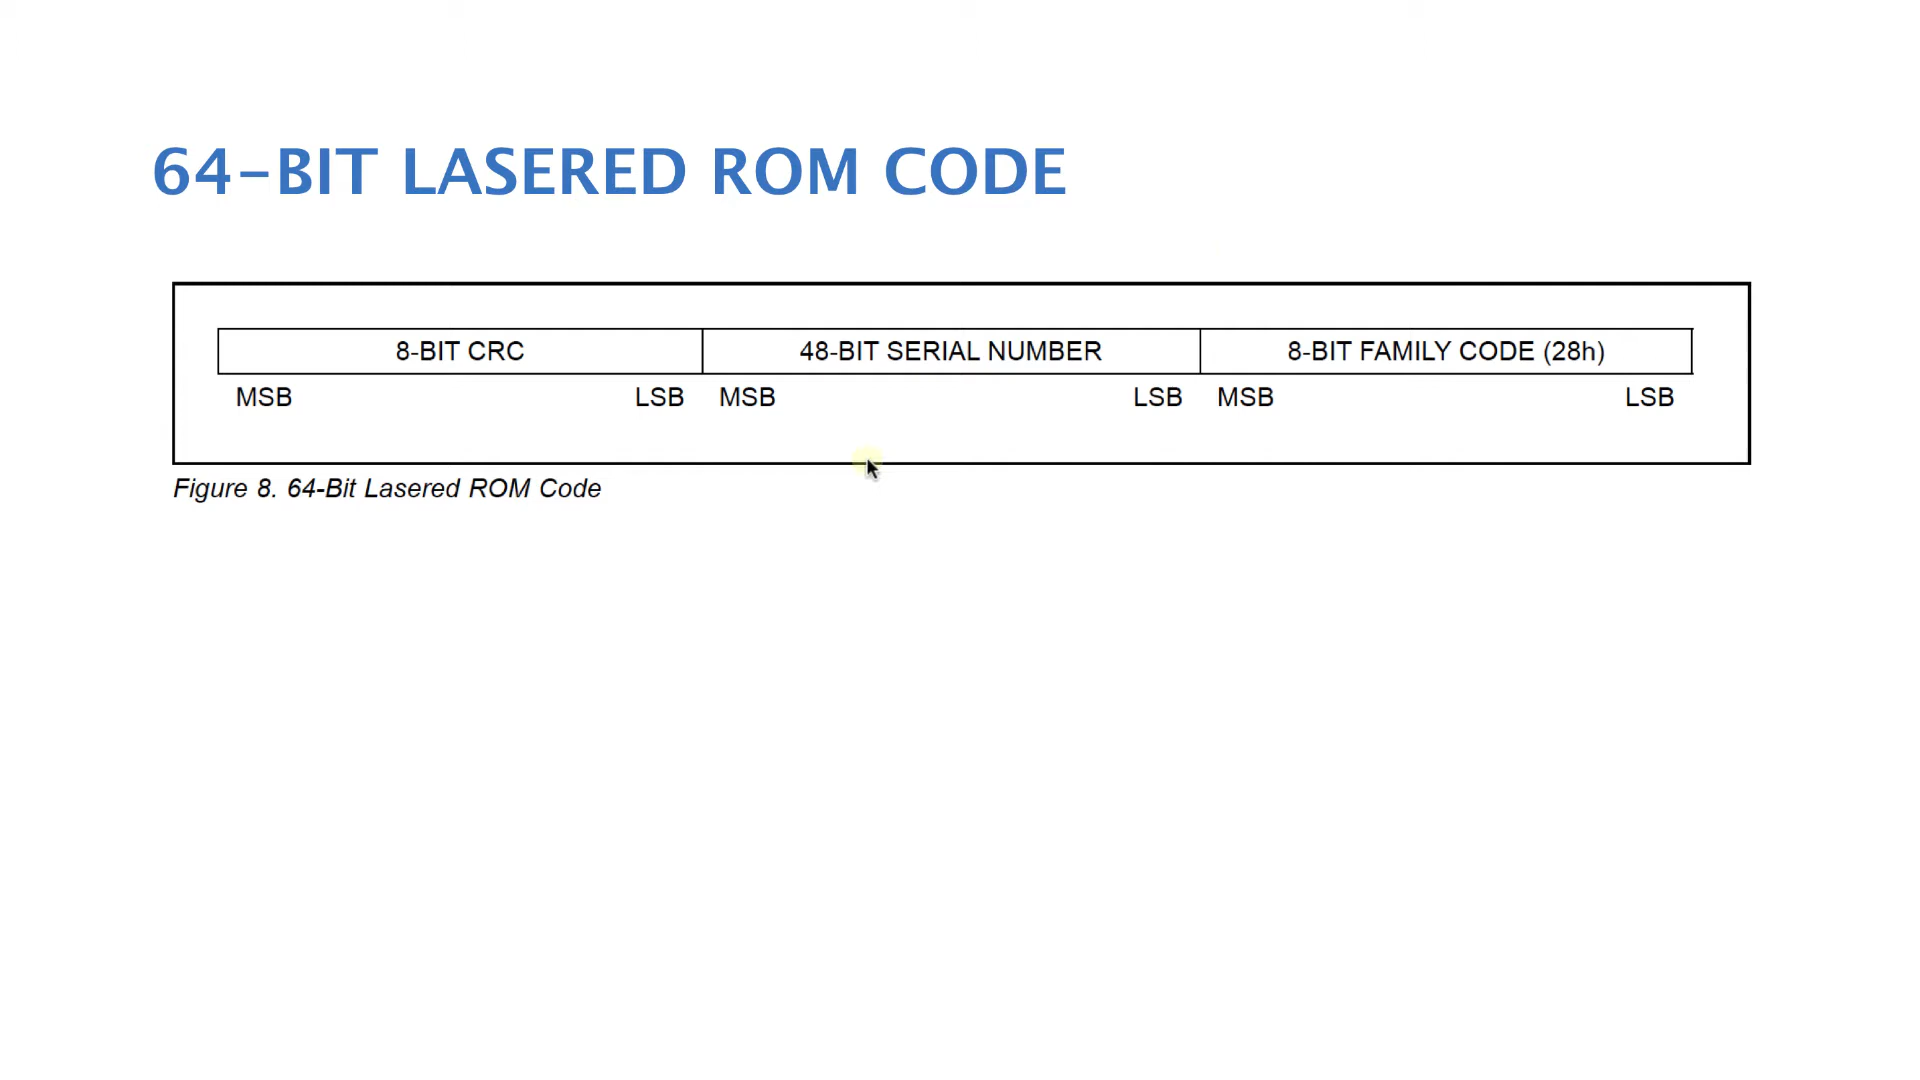 64-BIT LASERED ROM CODE
8-BIT CRC 48-BIT SERIAL NUMBER 8-BIT FAMILY CODE (28h)
MSB LSB MSB LSB MSB LSB
Figure 8. 64-Bit Lasered ROM Code